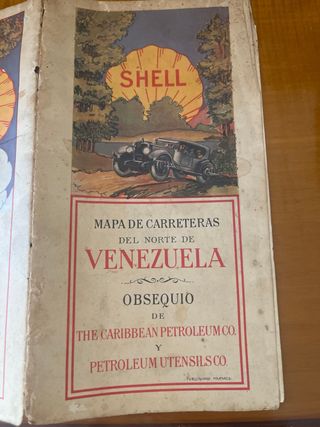 SHELL
MAPA DE CARRETERAS
DEL NORTE DE
VENEZUELA
OBSEQUIO
DE
THE CARIBBEAN PETROLEUM CO.
Y
PETROLEUM UTENSILS CO.